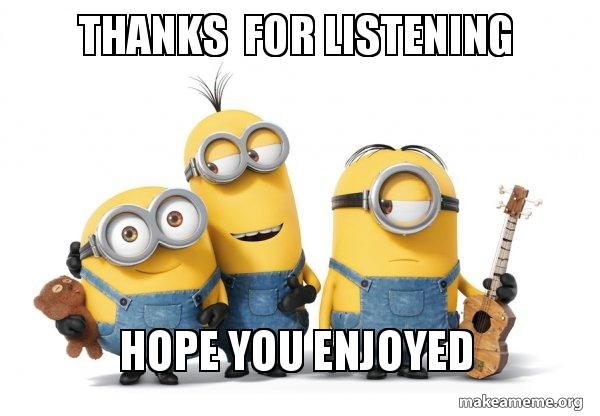 THANKS FOR LISTENING
HOPE YOU ENJOYED
makeameme.org